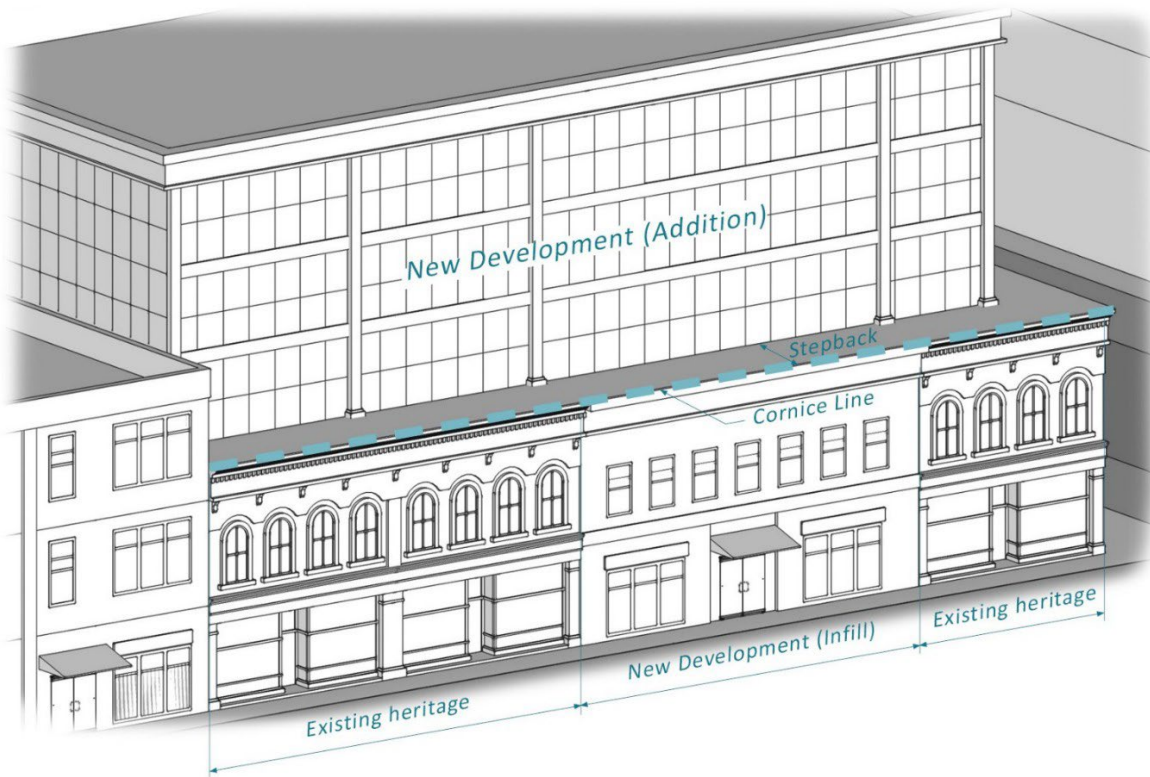 New Development (Addition)
Stepback
Cornice Line
Existing heritage
New Development (Infill)
Existing heritage